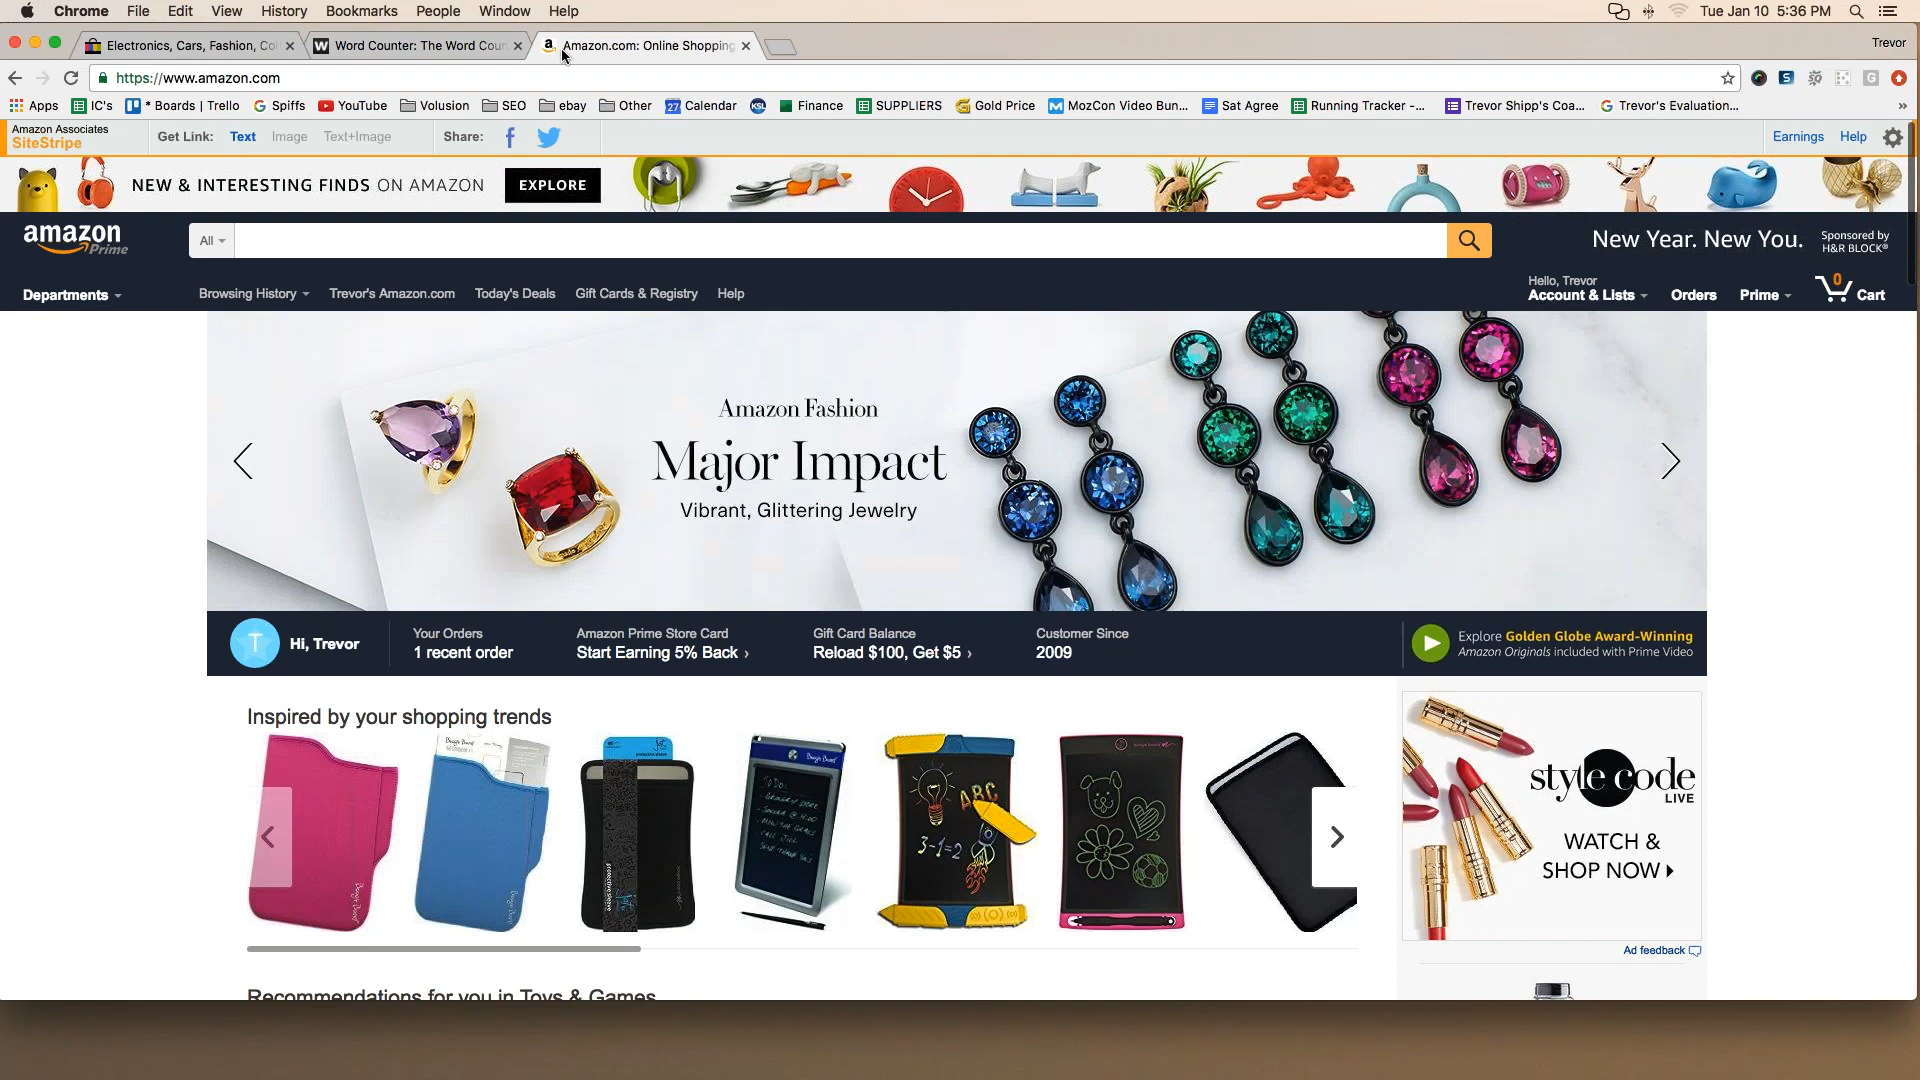 Chrome File Edit View History Bookmarks People Window Help
Tue Jan 10 5:36 PM
Electronics, Cars, Fashion, Co
Word Counter: The Word Coun
Amazon.com: Online Shopping
Trevor
https://www.amazon.com
Apps IC's * Boards | Trello Spiffs YouTube Volusion SEO ebay Other Calendar Finance SUPPLIERS Gold Price MozCon Video Bun... Sat Agree Running Tracker -... Trevor Shipp's Coa... Trevor's Evaluation...
Amazon Associates
SiteStripe
Get Link: Text Image Text+Image Share:
Earnings Help
NEW & INTERESTING FINDS ON AMAZON EXPLORE
amazon
Prime
All
New Year. New You.
Sponsored by
H&R BLOCK®
Departments
Browsing History Trevor's Amazon.com Today's Deals Gift Cards & Registry Help
Hello, Trevor
Account & Lists Orders Prime 0 Cart
Amazon Fashion
Major Impact
Vibrant, Glittering Jewelry
T Hi, Trevor
Your Orders
1 recent order
Amazon Prime Store Card
Start Earning 5% Back ›
Gift Card Balance
Reload $100, Get $5 ›
Customer Since
2009
Explore Golden Globe Award-Winning
Amazon Originals included with Prime Video
Inspired by your shopping trends
ABC
3-1=2
style code
LIVE
WATCH &
SHOP NOW
Ad feedback
Recommendations for you in Toys & Games